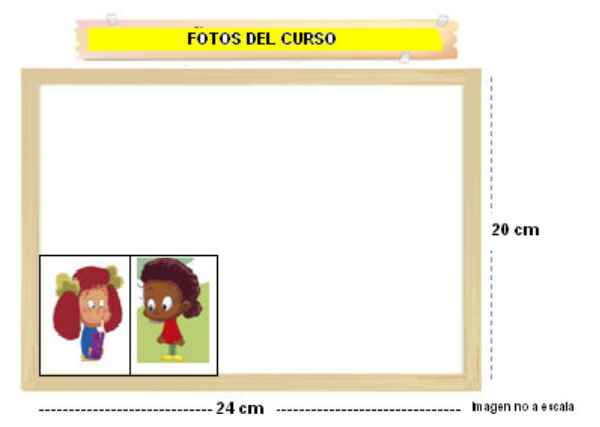 FOTOS DEL CURSO
20 cm
24 cm
Imagen no a escala